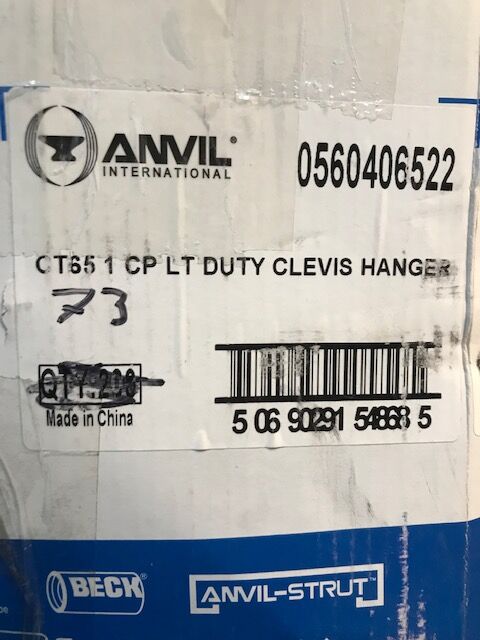 ANVIL®
INTERNATIONAL
0560406522
CT65 1 CP LT DUTY CLEVIS HANGER
73
Made in China
5 06 90291 54868 5
BECK®
ANVIL-STRUT™